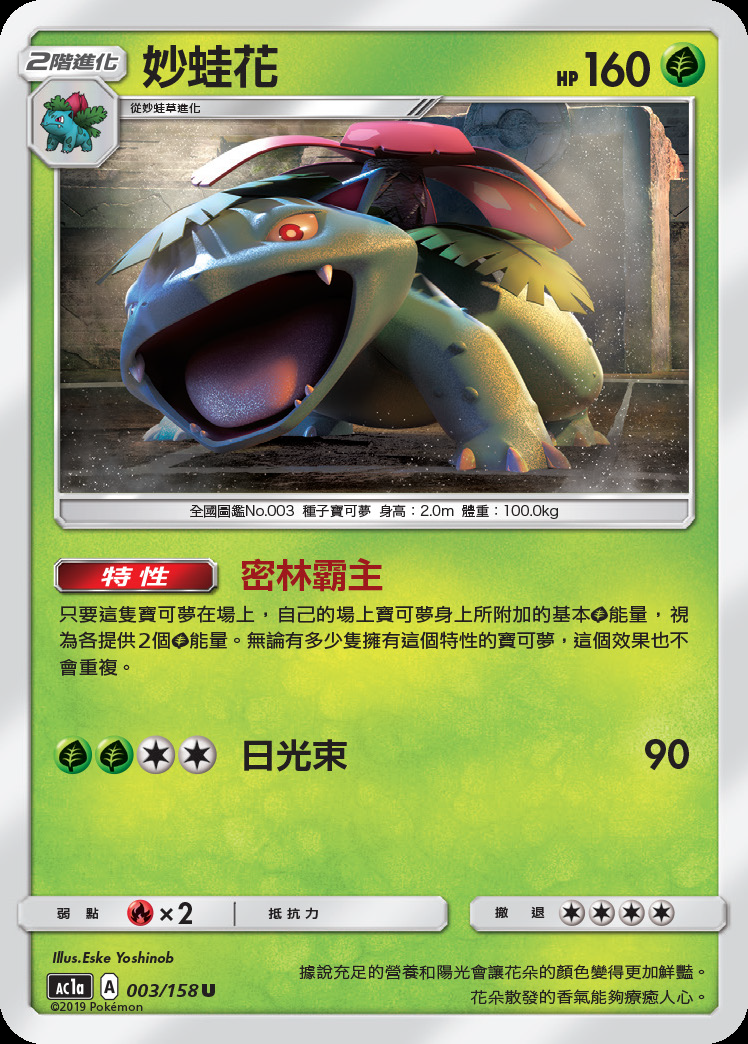 2階進化 妙蛙花 HP 160
從妙蛙草進化
全國圖鑑No.003 種子寶可夢 身高：2.0m 體重：100.0kg
特性 密林霸主
只要這隻寶可夢在場上，自己的場上寶可夢身上所附加的基本能量，視
為各提供2個能量。無論有多少隻擁有這個特性的寶可夢，這個效果也不
會重複。
日光束 90
弱點 ×2 抵抗力 撤退
Illus.Eske Yoshinob
據說充足的營養和陽光會讓花朵的顏色變得更加鮮豔。
AC1a A 003/158 U
花朵散發的香氣能夠療癒人心。
©2019 Pokémon